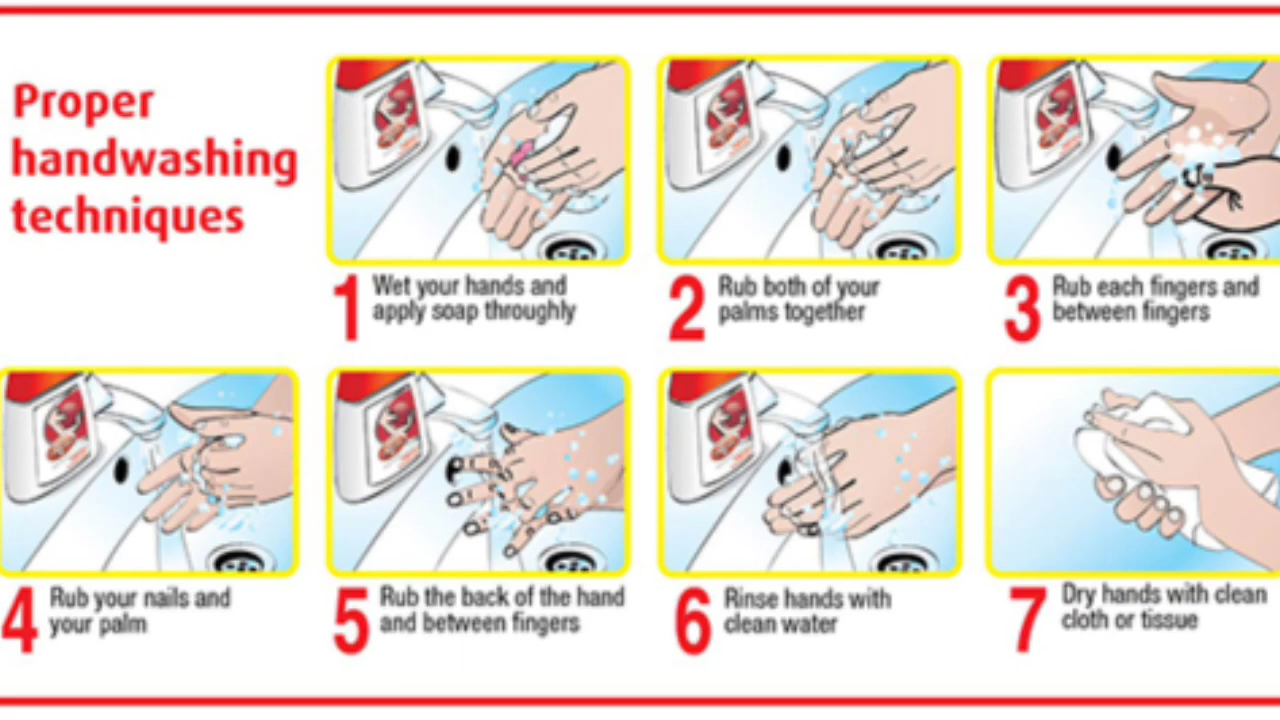 Proper
handwashing
techniques
1 Wet your hands and
apply soap throughly
2 Rub both of your
palms together
3 Rub each fingers and
between fingers
4 Rub your nails and
your palm
5 Rub the back of the hand
and between fingers
6 Rinse hands with
clean water
7 Dry hands with clean
cloth or tissue